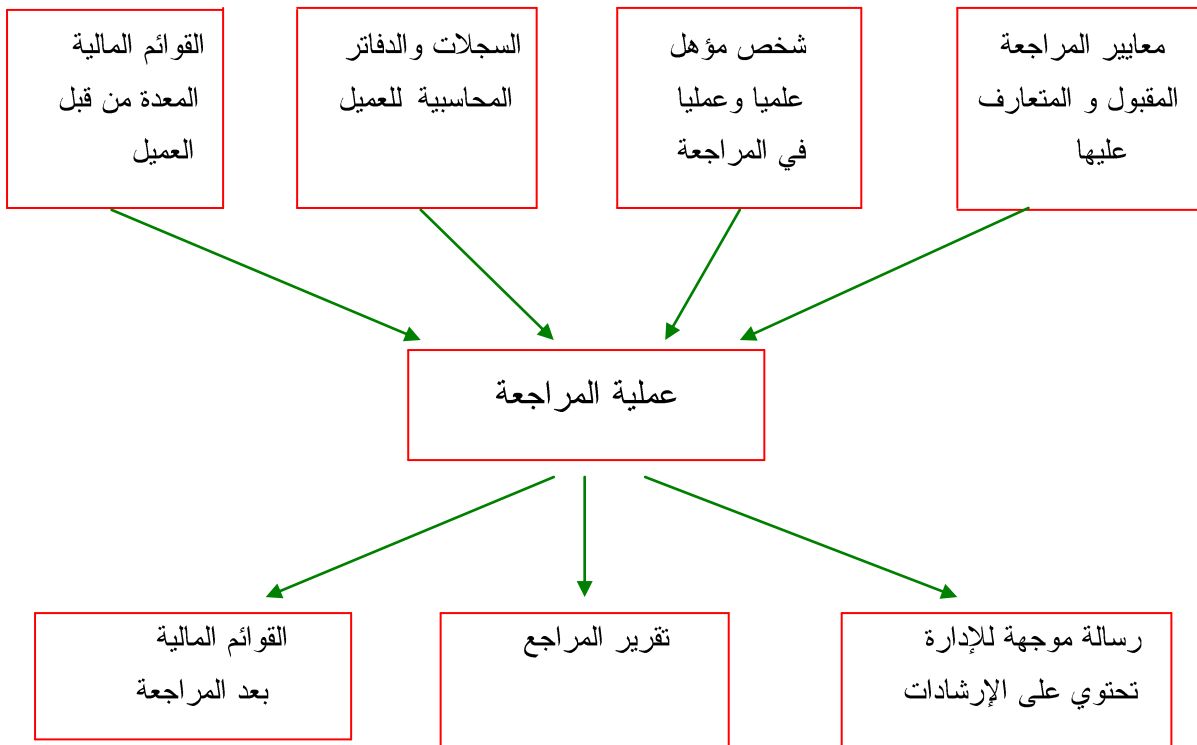 معايير المراجعة
المقبول و المتعارف
عليها
شخص مؤهل
علميا وعمليا
في المراجعة
السجلات والدفاتر
المحاسبية للعميل
القوائم المالية
المعدة من قبل
العميل
عملية المراجعة
رسالة موجهة للإدارة
تحتوي على الإرشادات
تقرير المراجع
القوائم المالية
بعد المراجعة